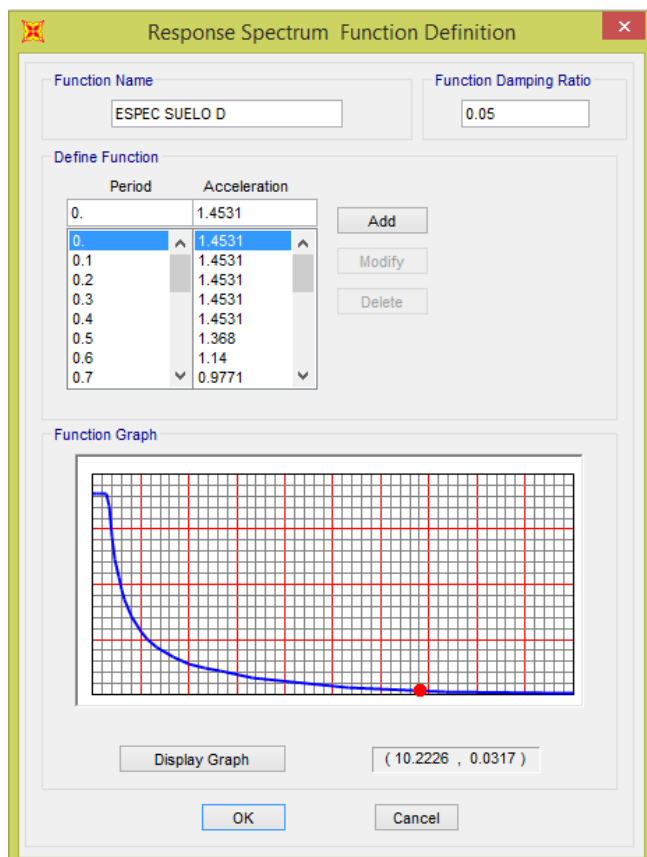 Response Spectrum Function Definition
Function Name
Function Damping Ratio
ESPEC SUELO D
0.05
Define Function
Period Acceleration
0. 1.4531
Add
0. 1.4531
0.1 1.4531
0.2 1.4531
Modify
0.3 1.4531
0.4 1.4531
Delete
0.5 1.368
0.6 1.14
0.7 0.9771
Function Graph
Display Graph
( 10.2226 , 0.0317 )
OK
Cancel